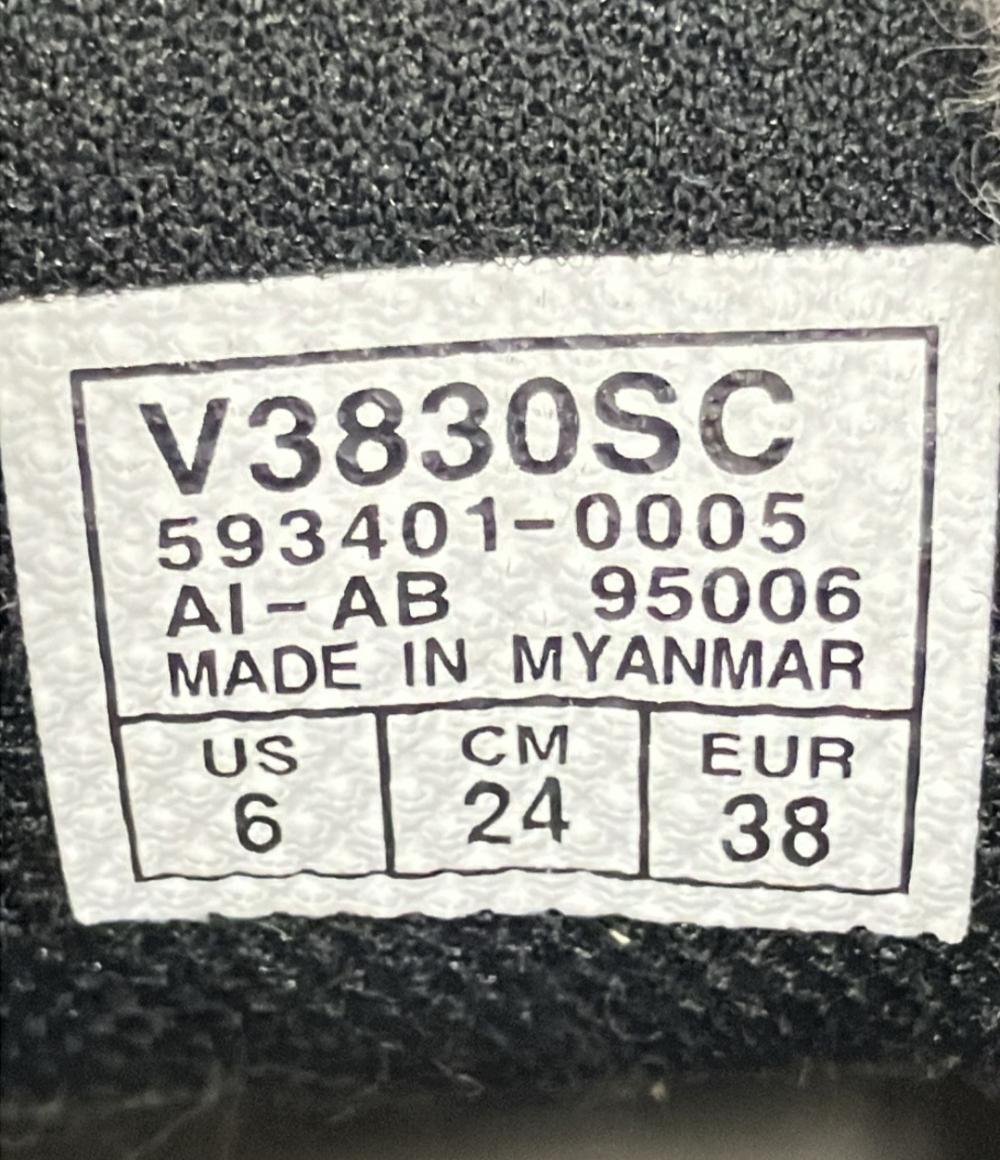 V3830SC
593401-0005
AI-AB 95006
MADE IN MYANMAR
US CM EUR
6 24 38